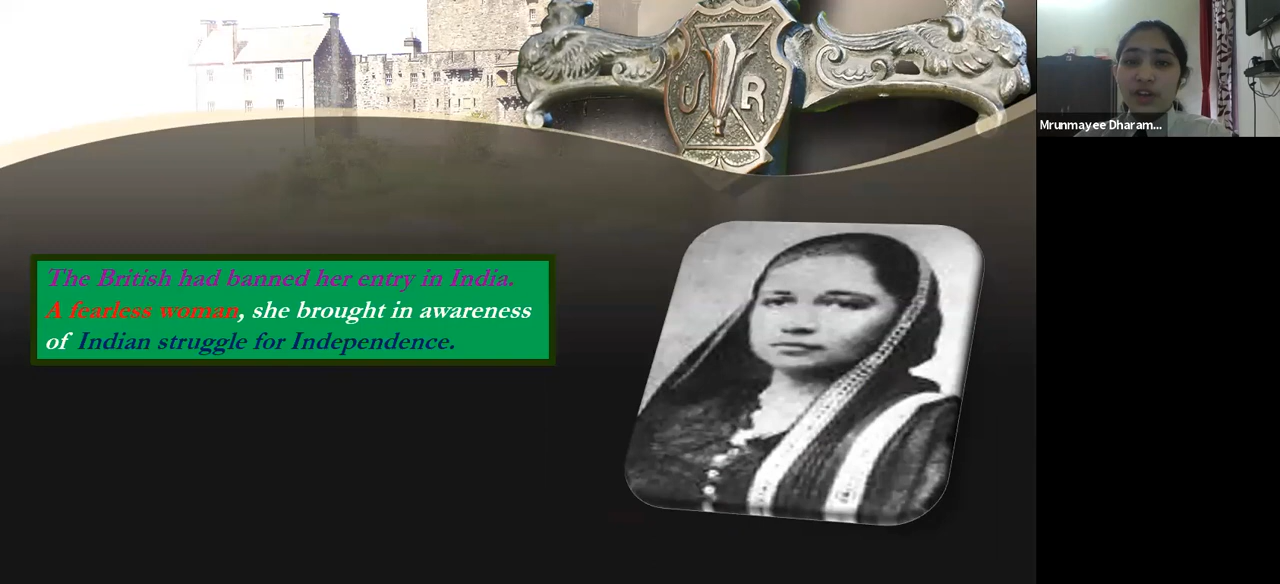 J R
Mrunmayee Dharam...
The British had banned her entry in India.
A fearless woman, she brought in awareness
of Indian struggle for Independence.